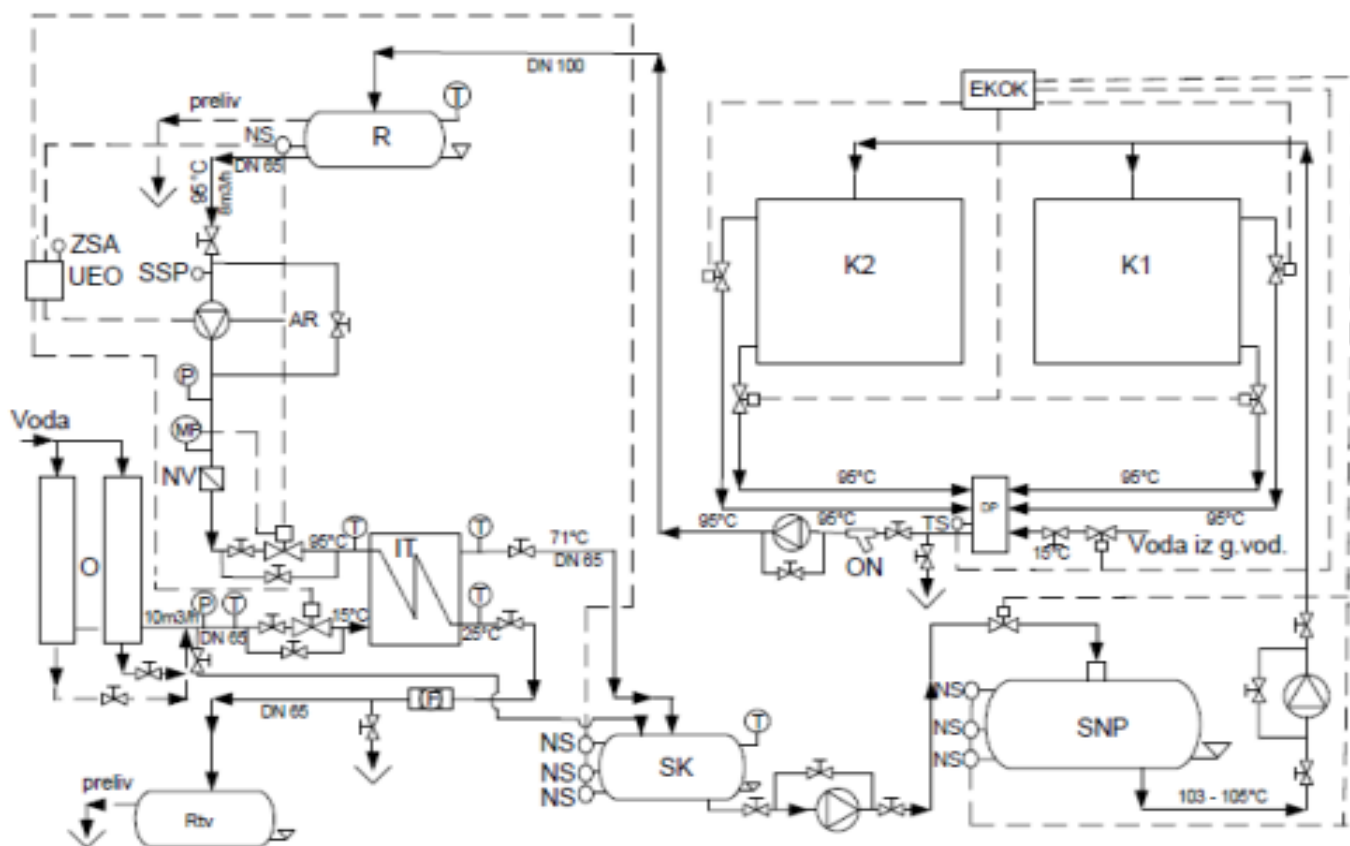 DN 100
EKOK
preliv
T
NS
R
DN 65
95°C
8m3/h
ZSA
UEO
SSP
AR
K2
K1
P
Voda
MP
NV
95°C
95°C
95°C
95°C
95°C
95°C
TS
DP
15°C
Voda iz g.vod.
ON
T
IT
T
71°C
DN 65
O
10m3/h
P
T
DN 65
15°C
T
25°C
(F)
DN 65
NS
NS
NS
T
SK
NS
NS
NS
SNP
103 - 105°C
preliv
Rtv